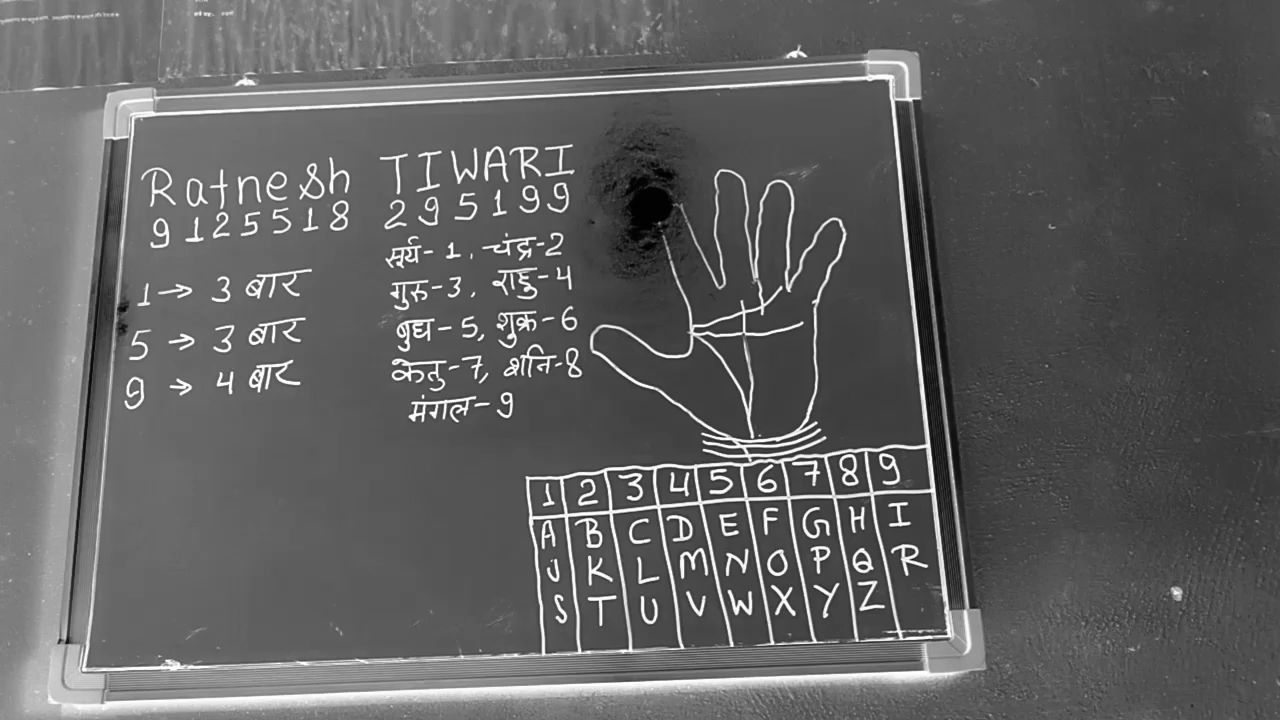 Ratnesh TIWARI
9125518 295199
सूर्य- 1, चंद्र-2
1→ 3 बार
गुरु-3, राहु-4
5 → 3 बार
बुध-5, शुक्र-6
9 → 4 बार
केतु-7, शनि-8
मंगल-9
1 2 3 4 5 6 7 8 9
A B C D E F G H I
J K L M N O P Q R
S T U V W X Y Z